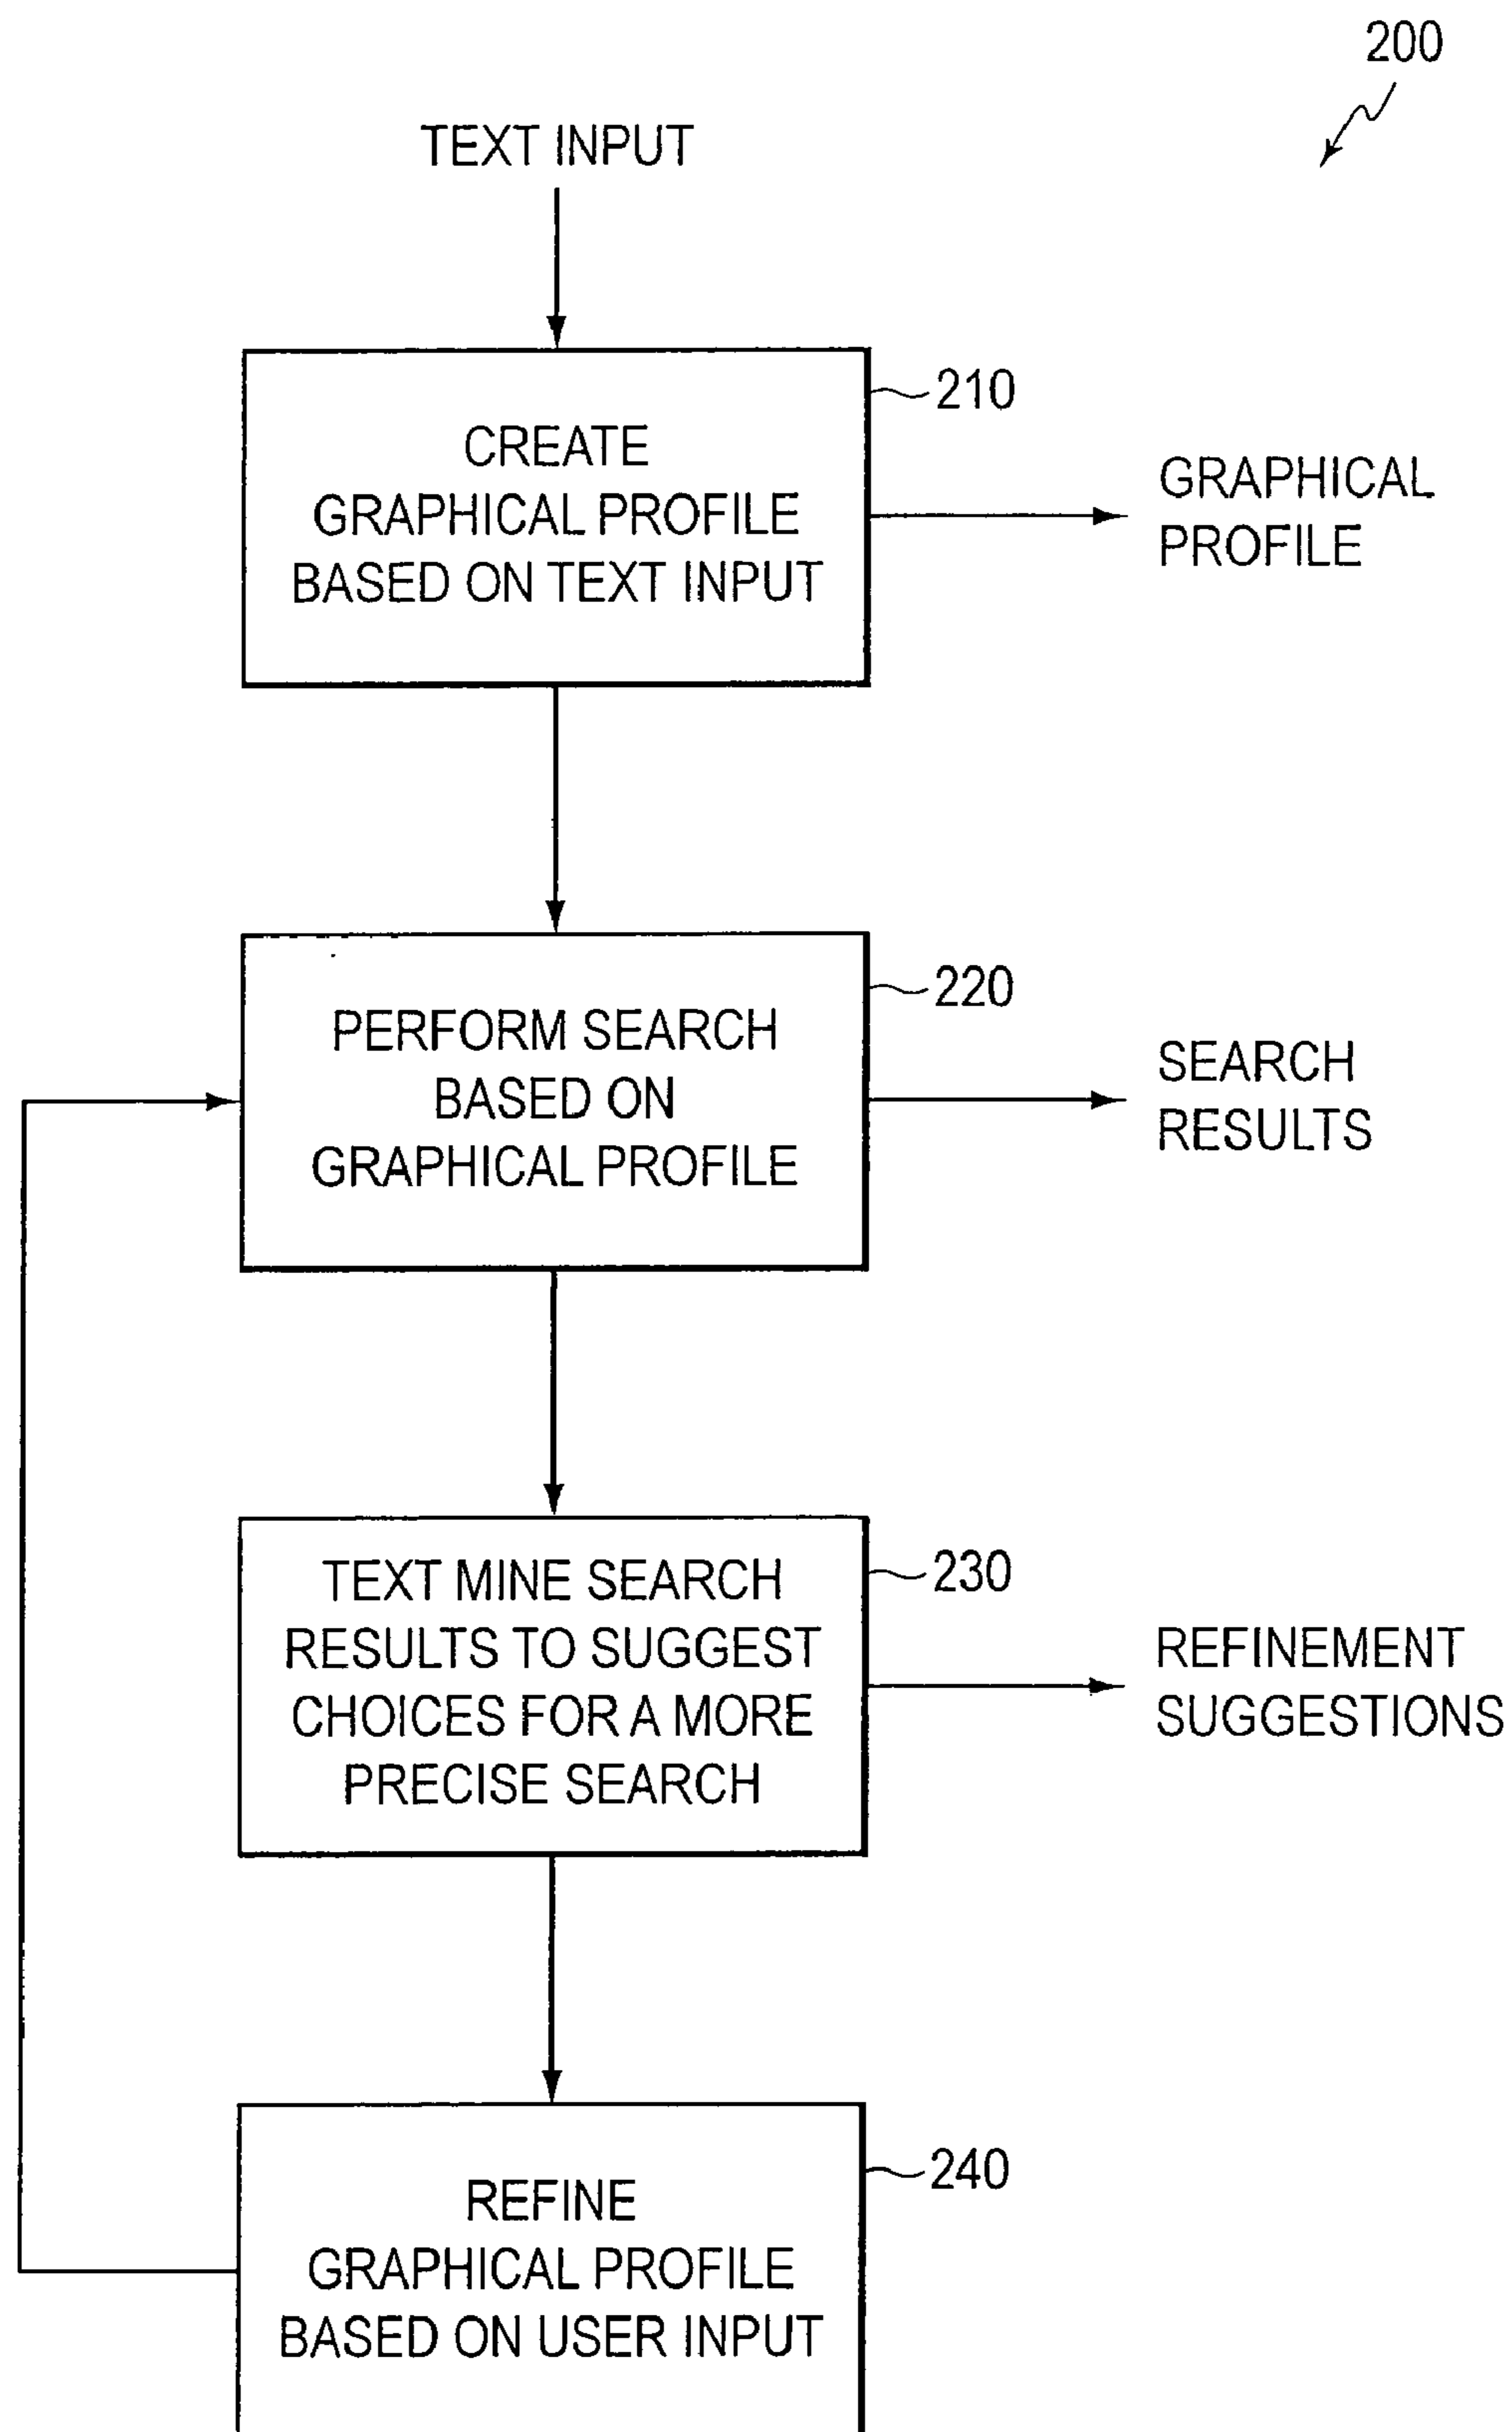 200
TEXT INPUT
210
CREATE
GRAPHICAL PROFILE
BASED ON TEXT INPUT
GRAPHICAL
PROFILE
220
PERFORM SEARCH
BASED ON
GRAPHICAL PROFILE
SEARCH
RESULTS
230
TEXT MINE SEARCH
RESULTS TO SUGGEST
CHOICES FOR A MORE
PRECISE SEARCH
REFINEMENT
SUGGESTIONS
240
REFINE
GRAPHICAL PROFILE
BASED ON USER INPUT